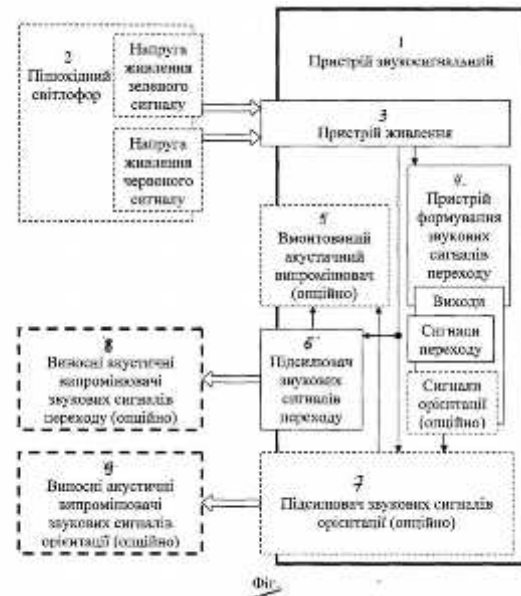 2
Пішохідний
світлофор
Напруга
живлення
зеленого
сигналу
Напруга
живлення
червоного
сигналу
1
Пристрій звукосигнальний
3
Пристрій живлення
4.
Пристрій
формування
звукових
сигналів
переходу
Виходи
Сигнали
переходу
Сигнали
орієнтації
(опційно)
5
Вмонтований
акустичний
випромінювач
(опційно)
6
Підсилювач
звукових
сигналів
переходу
8
Виносні акустичні
випромінювачі
звукових сигналів
переходу (опційно)
9
Виносні акустичні
випромінювачі
звукових сигналів
орієнтації (опційно)
7
Підсилювач звукових сигналів
орієнтації (опційно)
Фіг.